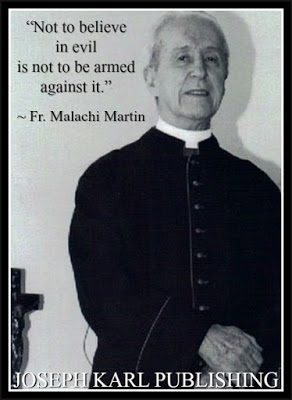 “Not to believe
in evil
is not to be armed
against it.”
~ Fr. Malachi Martin
JOSEPH KARL PUBLISHING